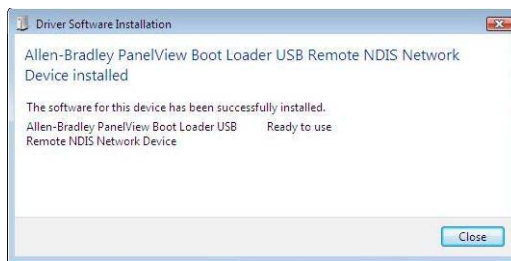 Driver Software Installation
Allen-Bradley PanelView Boot Loader USB Remote NDIS Network
Device installed
The software for this device has been successfully installed.
Allen-Bradley PanelView Boot Loader USB Ready to use
Remote NDIS Network Device
Close